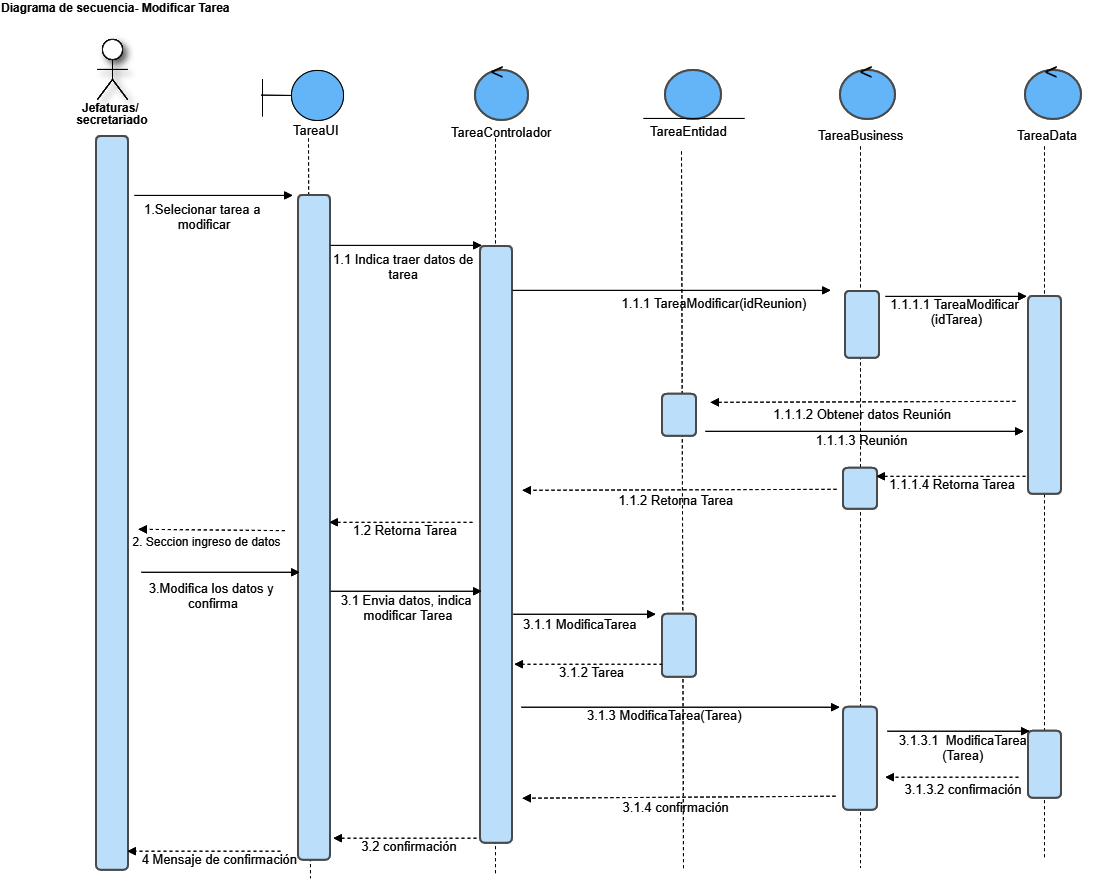 Diagrama de secuencia- Modificar Tarea
Jefaturas/
secretariado
TareaUI
TareaControlador
TareaEntidad
TareaBusiness
TareaData
1.Selecionar tarea a
modificar
1.1 Indica traer datos de
tarea
1.1.1 TareaModificar(idReunion)
1.1.1.1 TareaModificar
(idTarea)
1.1.1.2 Obtener datos Reunión
1.1.1.3 Reunión
1.1.1.4 Retorna Tarea
1.1.2 Retorna Tarea
1.2 Retorna Tarea
2. Seccion ingreso de datos
3.Modifica los datos y
confirma
3.1 Envia datos, indica
modificar Tarea
3.1.1 ModificaTarea
3.1.2 Tarea
3.1.3 ModificaTarea(Tarea)
3.1.3.1 ModificaTarea
(Tarea)
3.1.3.2 confirmación
3.1.4 confirmación
3.2 confirmación
4 Mensaje de confirmación